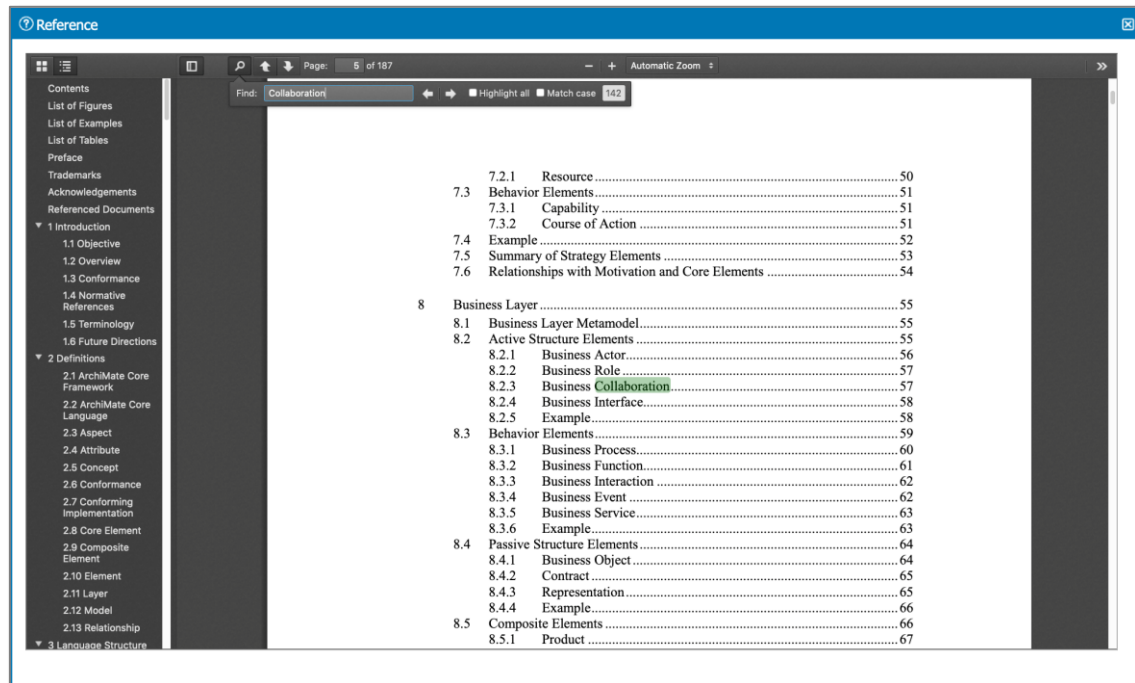 Reference
Page: 5 of 187
Automatic Zoom
Find: Collaboration Highlight all Match case 142
Contents
List of Figures
List of Examples
List of Tables
Preface
Trademarks
Acknowledgements
Referenced Documents
1 Introduction
1.1 Objective
1.2 Overview
1.3 Conformance
1.4 Normative
References
1.5 Terminology
1.6 Future Directions
2 Definitions
2.1 ArchiMate Core
Framework
2.2 ArchiMate Core
Language
2.3 Aspect
2.4 Attribute
2.5 Concept
2.6 Conformance
2.7 Conforming
Implementation
2.8 Core Element
2.9 Composite
Element
2.10 Element
2.11 Layer
2.12 Model
2.13 Relationship
3 Language Structure
7.2.1 Resource 50
7.3 Behavior Elements 51
7.3.1 Capability 51
7.3.2 Course of Action 51
7.4 Example 52
7.5 Summary of Strategy Elements 53
7.6 Relationships with Motivation and Core Elements 54
8 Business Layer 55
8.1 Business Layer Metamodel 55
8.2 Active Structure Elements 55
8.2.1 Business Actor 56
8.2.2 Business Role 57
8.2.3 Business Collaboration 57
8.2.4 Business Interface 58
8.2.5 Example 58
8.3 Behavior Elements 59
8.3.1 Business Process 60
8.3.2 Business Function 61
8.3.3 Business Interaction 62
8.3.4 Business Event 62
8.3.5 Business Service 63
8.3.6 Example 63
8.4 Passive Structure Elements 64
8.4.1 Business Object 64
8.4.2 Contract 65
8.4.3 Representation 65
8.4.4 Example 66
8.5 Composite Elements 66
8.5.1 Product 67